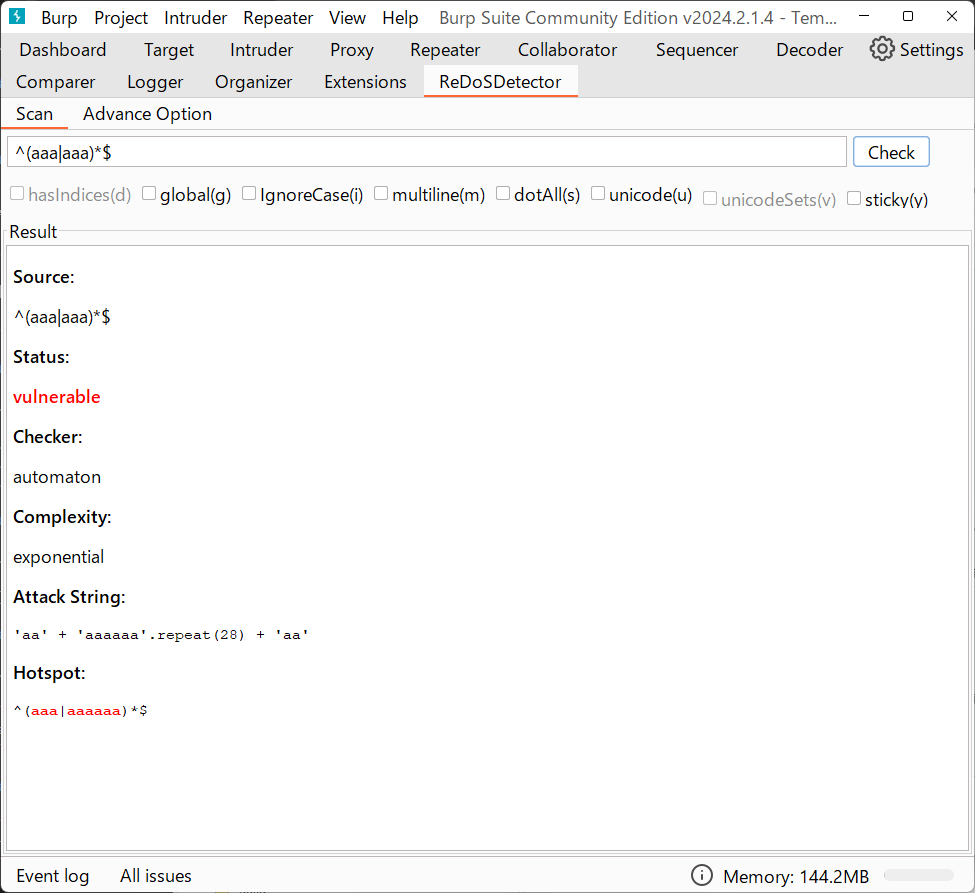 Burp Project Intruder Repeater View Help Burp Suite Community Edition v2024.2.1.4 - Tem...
Dashboard Target Intruder Proxy Repeater Collaborator Sequencer Decoder Settings
Comparer Logger Organizer Extensions ReDoSDetector
Scan Advance Option
^(aaa|aaa)*$ Check
hasIndices(d) global(g) IgnoreCase(i) multiline(m) dotAll(s) unicode(u) unicodeSets(v) sticky(y)
Result
Source:
^(aaa|aaa)*$
Status:
vulnerable
Checker:
automaton
Complexity:
exponential
Attack String:
'aa' + 'aaaaaa'.repeat(28) + 'aa'
Hotspot:
^(aaa|aaaaaa)*$
Event log All issues Memory: 144.2MB